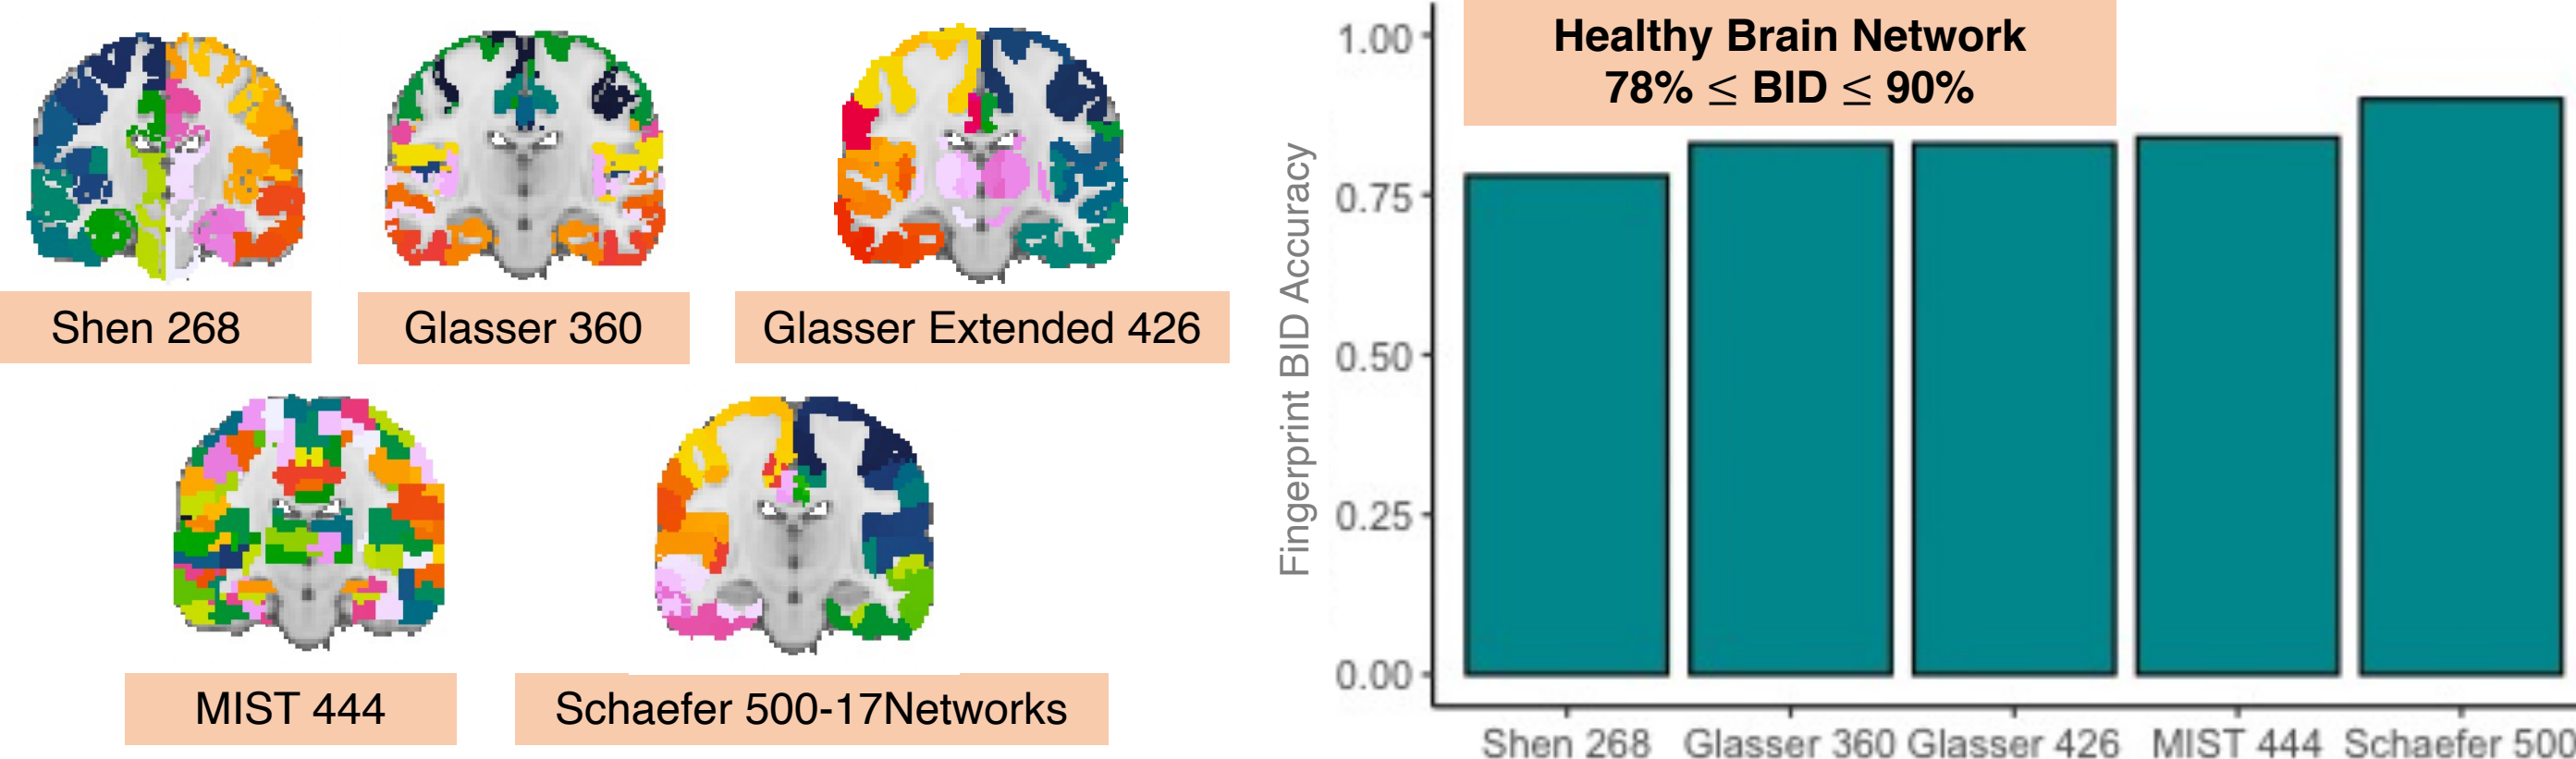 Shen 268
Glasser 360
Glasser Extended 426
MIST 444
Schaefer 500-17Networks
Healthy Brain Network
78% ≤ BID ≤ 90%
Fingerprint BID Accuracy
1.00
0.75
0.50
0.25
0.00
Shen 268
Glasser 360
Glasser 426
MIST 444
Schaefer 500